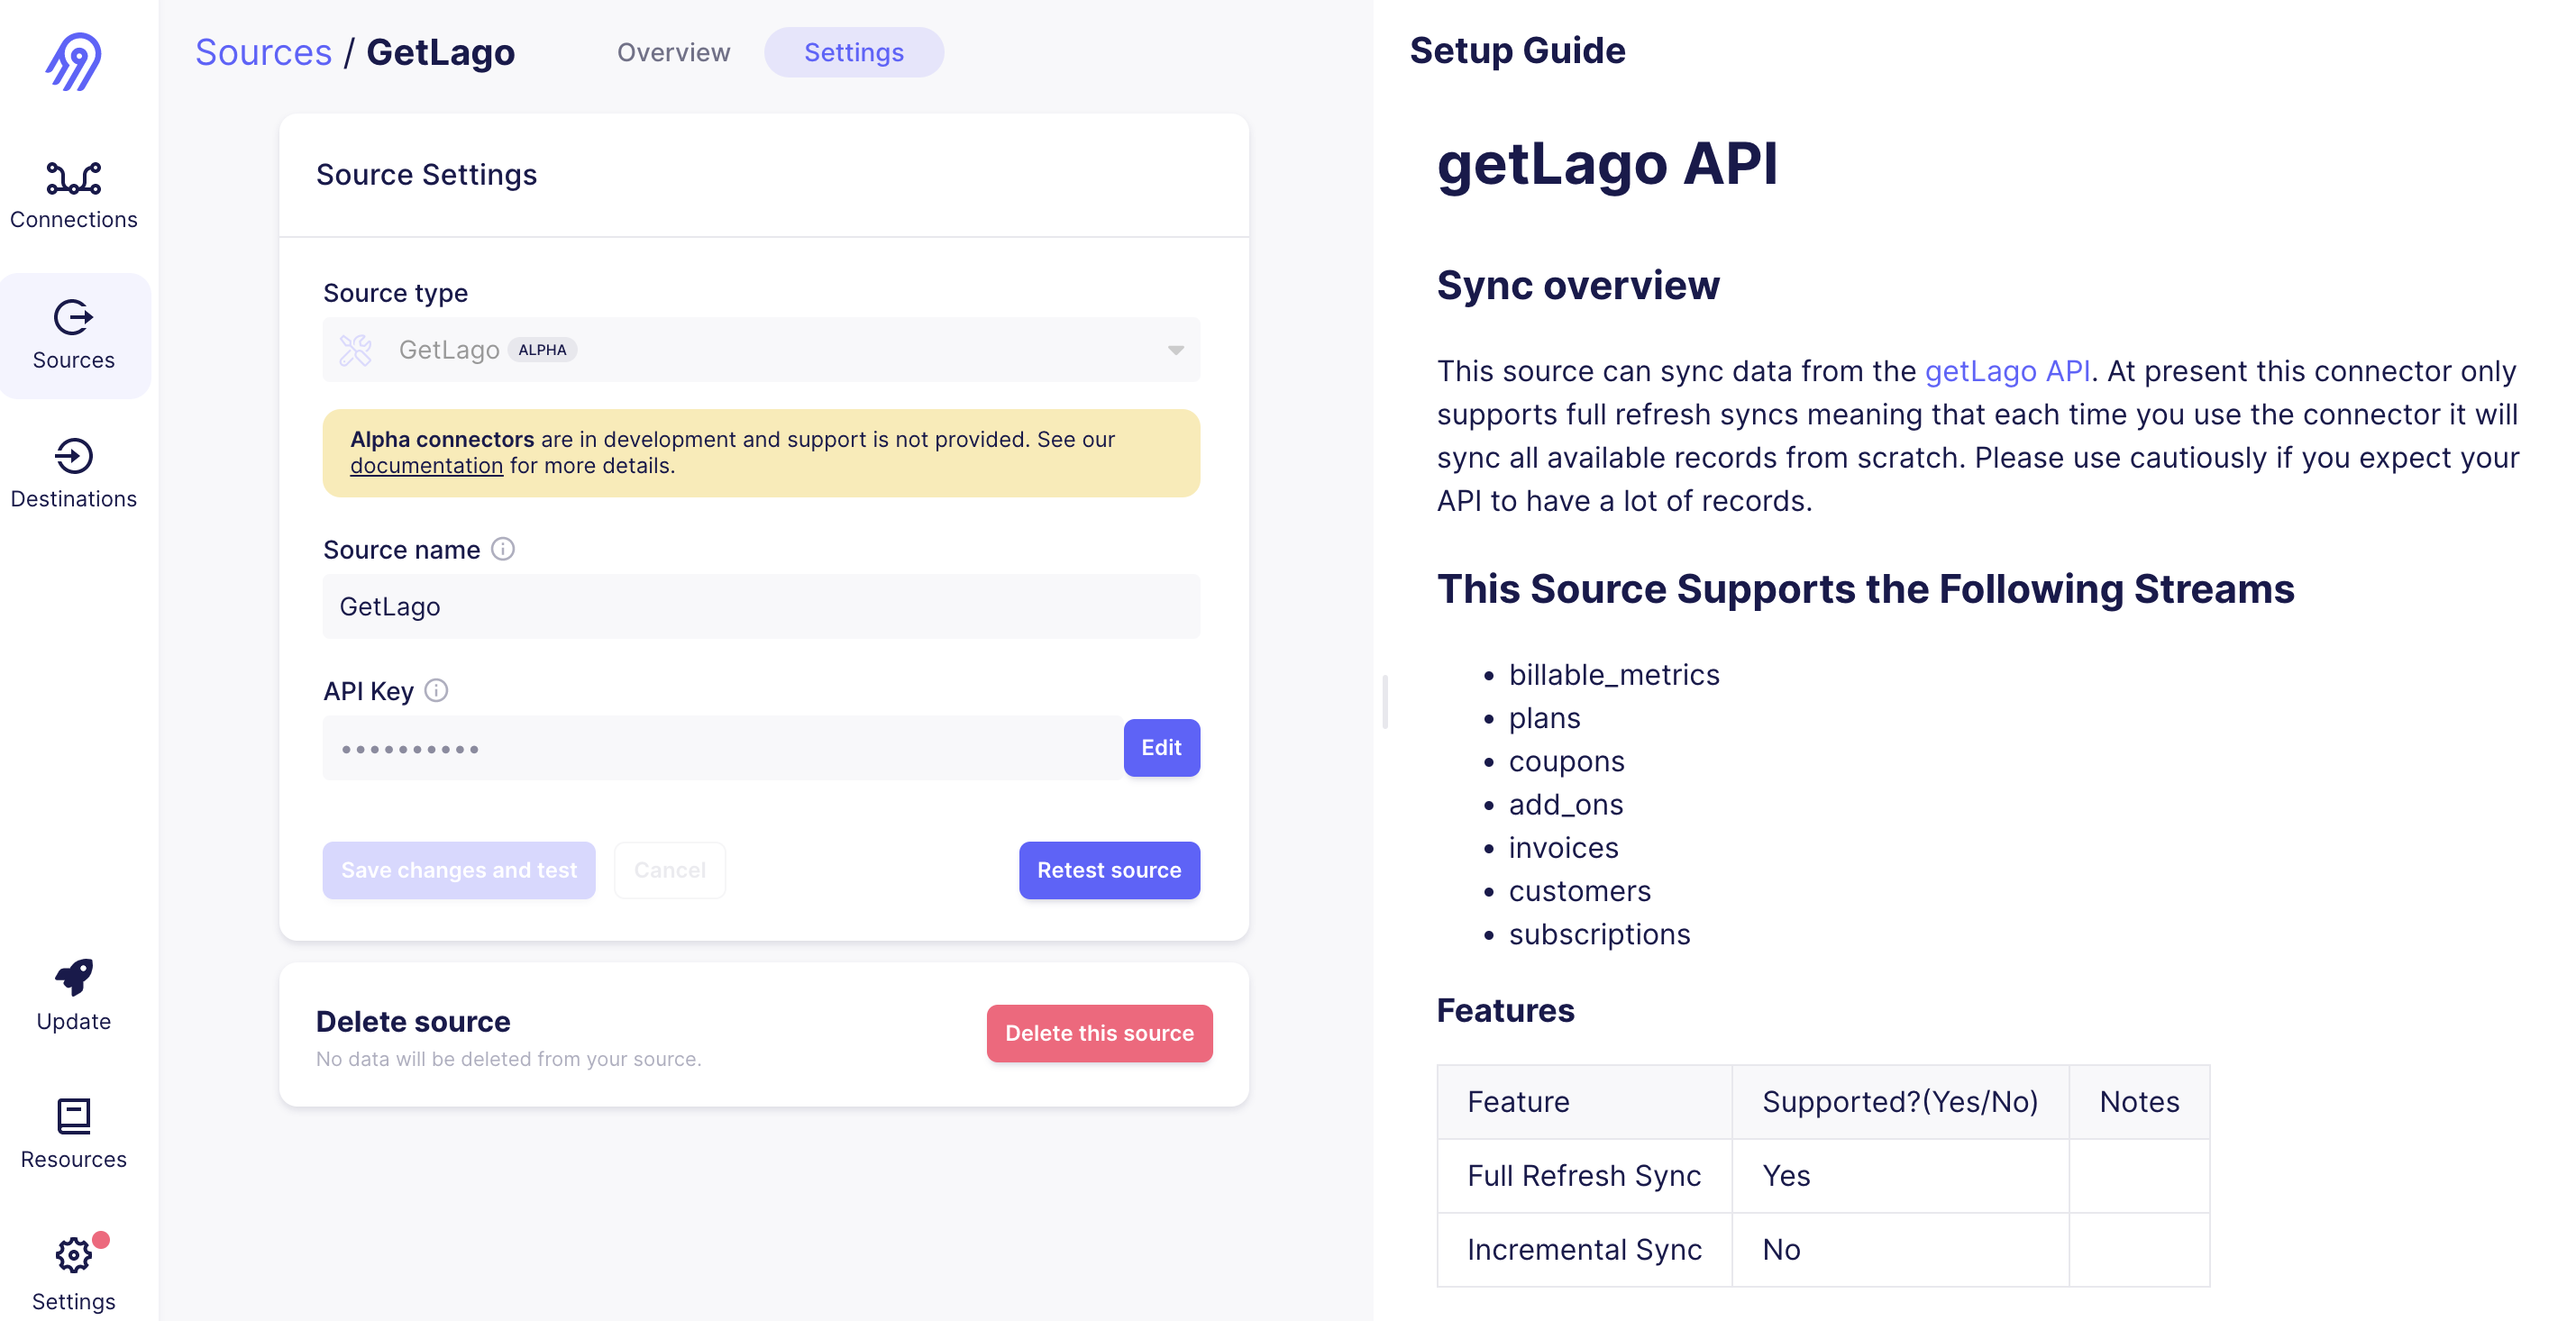 Connections
Sources
Destinations
Update
Resources
Settings
Sources / GetLago
Overview
Settings
Source Settings
Source type
GetLago ALPHA
Alpha connectors are in development and support is not provided. See our
documentation for more details.
Source name
GetLago
API Key
••••••••••
Edit
Save changes and test
Cancel
Retest source
Delete source
No data will be deleted from your source.
Delete this source
Setup Guide
getLago API
Sync overview
This source can sync data from the getLago API. At present this connector only
supports full refresh syncs meaning that each time you use the connector it will
sync all available records from scratch. Please use cautiously if you expect your
API to have a lot of records.
This Source Supports the Following Streams
• billable_metrics
• plans
• coupons
• add_ons
• invoices
• customers
• subscriptions
Features
Feature Supported?(Yes/No) Notes
Full Refresh Sync Yes
Incremental Sync No